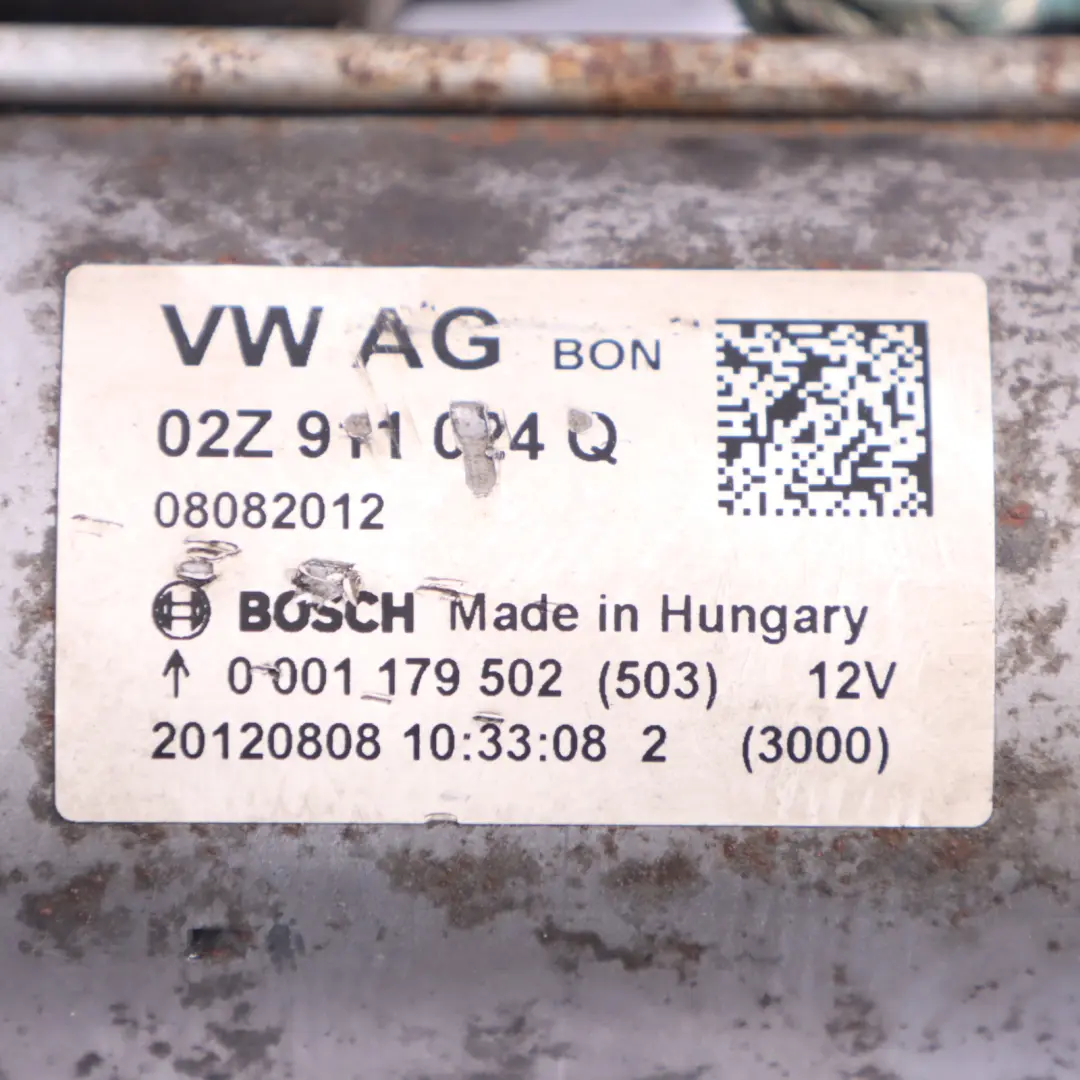 VW AG BON
02Z 911 024 Q
08082012
BOSCH Made in Hungary
↑ 0 001 179 502 (503) 12V
20120808 10:33:08 2 (3000)